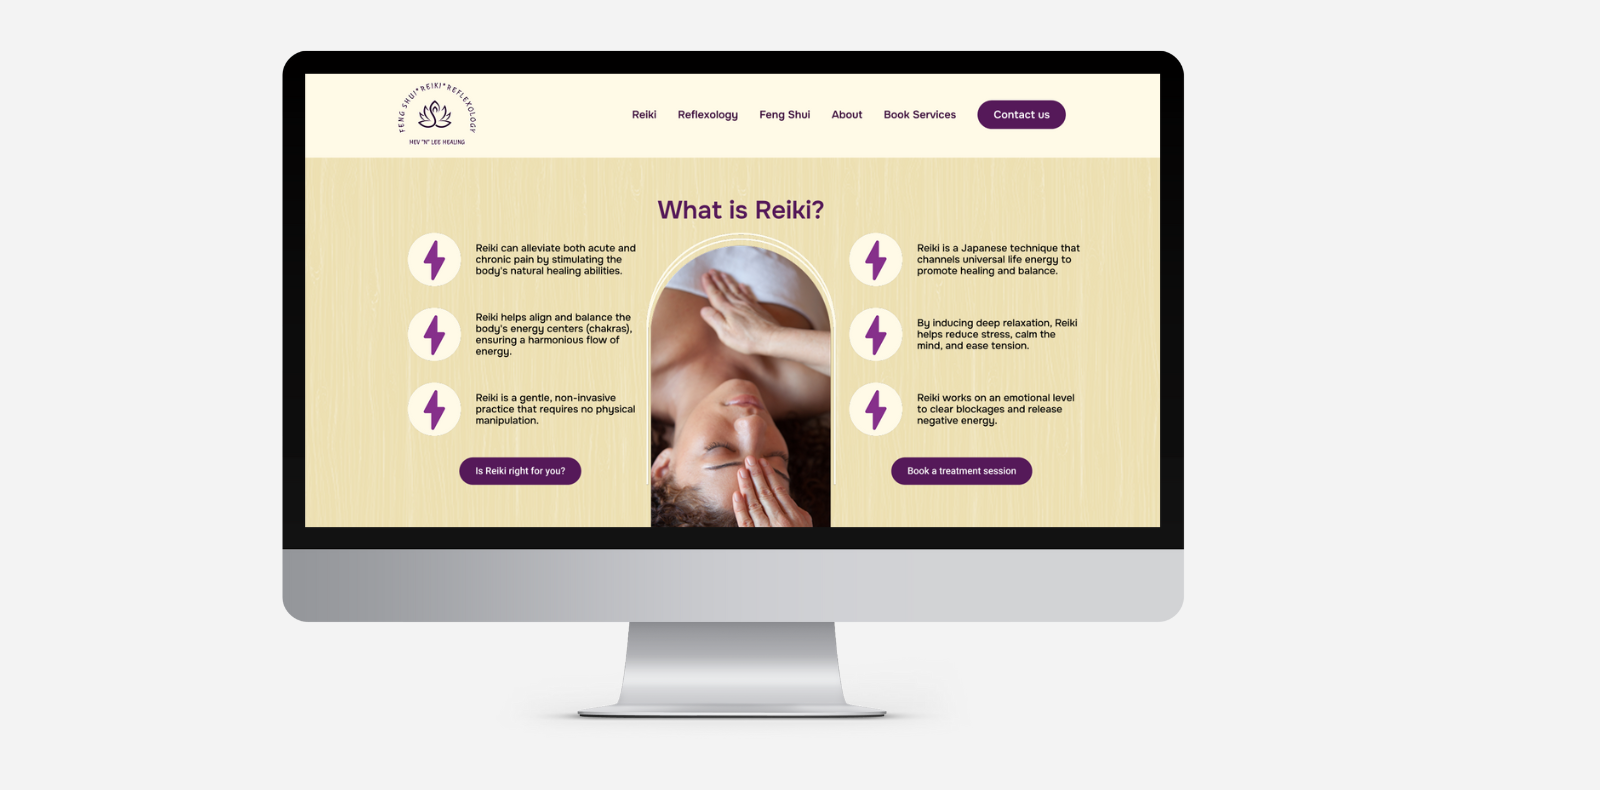 FENG SHUI*REIKI*REFLEXOLOGY
HEV "N" LEE HEALING
Reiki
Reflexology
Feng Shui
About
Book Services
Contact us
What is Reiki?
Reiki can alleviate both acute and
chronic pain by stimulating the
body's natural healing abilities.
Reiki helps align and balance the
body's energy centers (chakras),
ensuring a harmonious flow of
energy.
Reiki is a gentle, non-invasive
practice that requires no physical
manipulation.
Is Reiki right for you?
Reiki is a Japanese technique that
channels universal life energy to
promote healing and balance.
By inducing deep relaxation, Reiki
helps reduce stress, calm the
mind, and ease tension.
Reiki works on an emotional level
to clear blockages and release
negative energy.
Book a treatment session